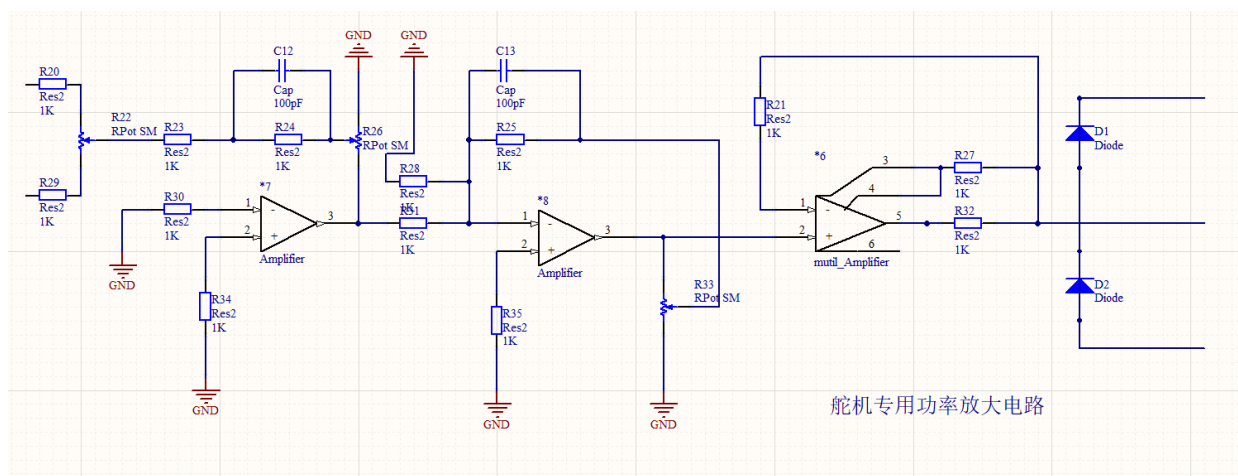 GND
GND
R20
Res2
1K
C12
Cap
100pF
C13
Cap
100pF
R21
Res2
1K
R22
RPot SM
R23
Res2
1K
R24
Res2
1K
R26
RPot SM
R25
Res2
1K
D1
Diode
R29
Res2
1K
R30
Res2
1K
*7
1
-
2
+
3
Amplifier
R28
Res2
1K
R31
Res2
1K
*8
1
-
2
+
3
Amplifier
*6
3
4
1
-
2
+
5
6
mutil_Amplifier
R27
Res2
1K
R32
Res2
1K
GND
R34
Res2
1K
R35
Res2
1K
R33
RPot SM
D2
Diode
GND
GND
GND
舵机专用功率放大电路